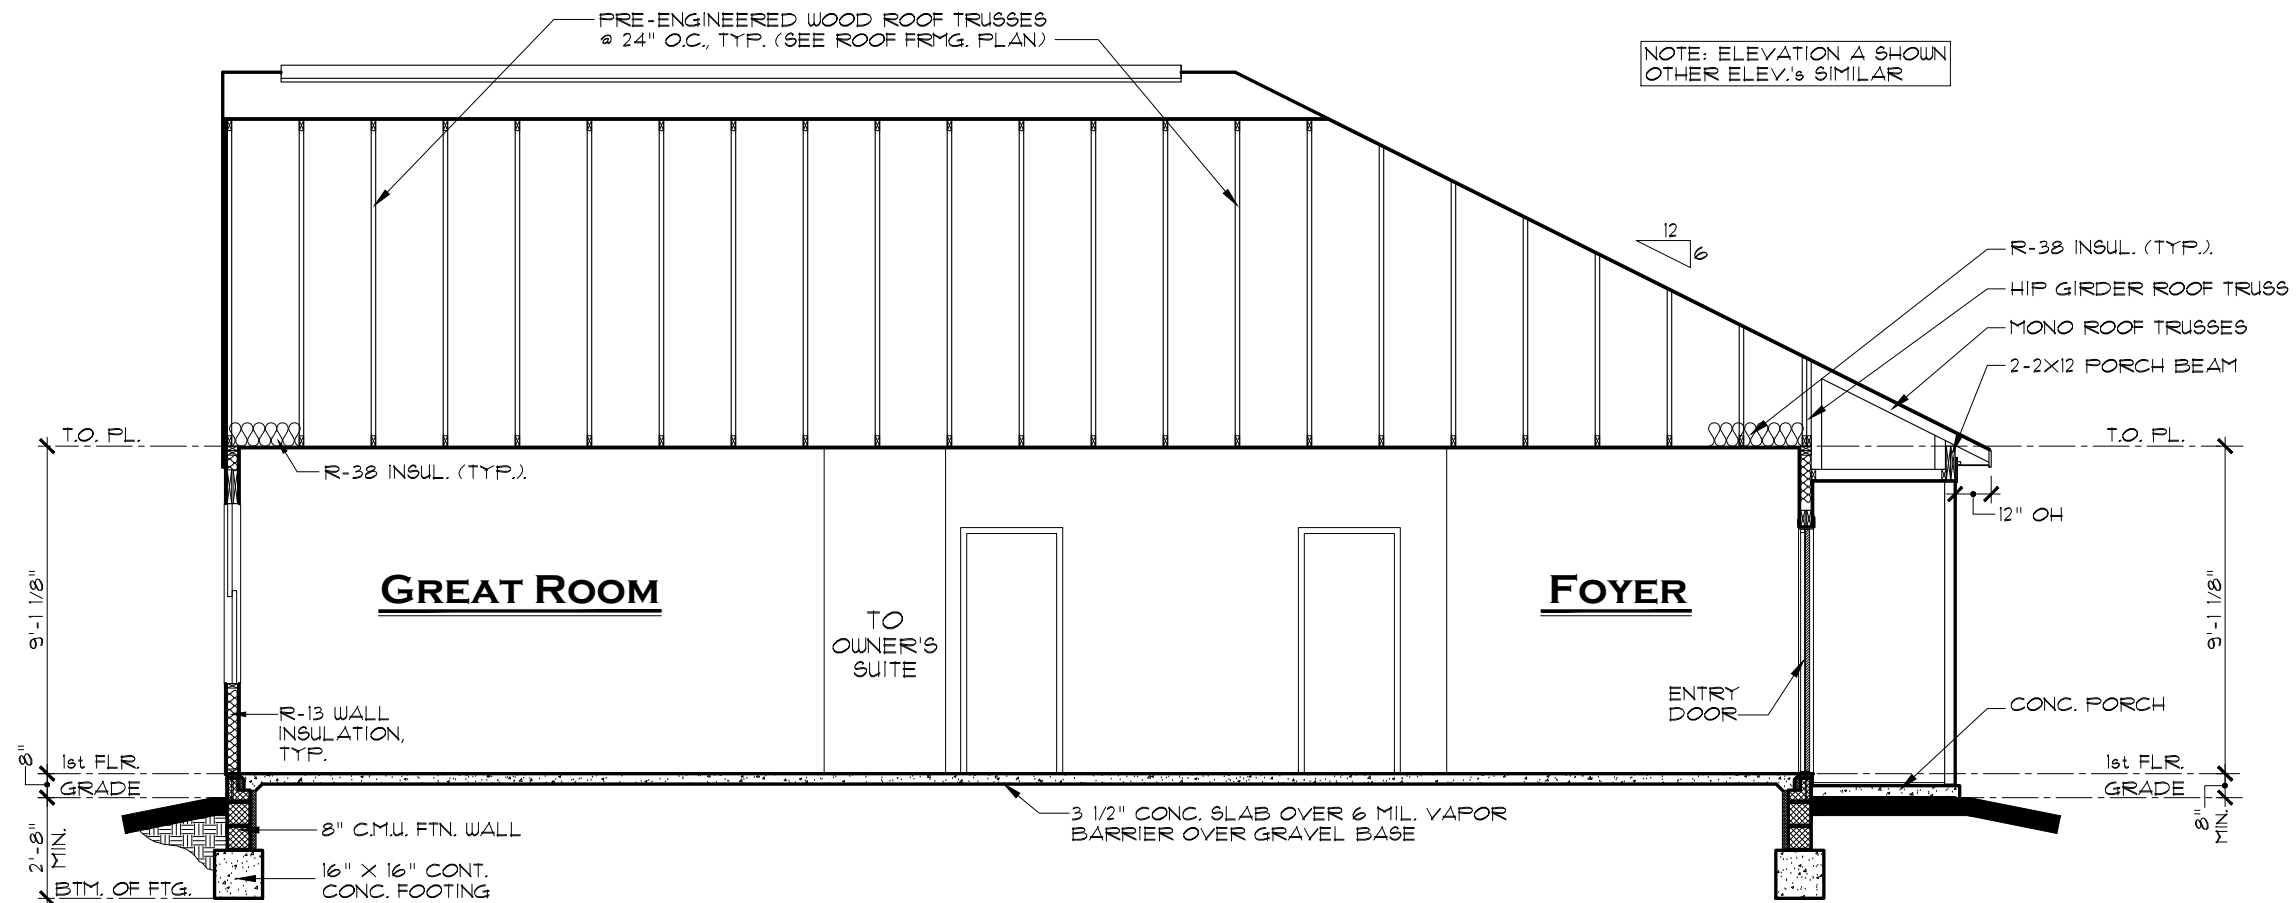 PRE-ENGINEERED WOOD ROOF TRUSSES
@ 24" O.C., TYP. (SEE ROOF FRMG. PLAN)
NOTE: ELEVATION A SHOWN
OTHER ELEV.'s SIMILAR
12
6
R-38 INSUL. (TYP.).
HIP GIRDER ROOF TRUSS
MONO ROOF TRUSSES
2-2X12 PORCH BEAM
T.O. PL.
T.O. PL.
R-38 INSUL. (TYP.).
12" OH
9'-1 1/8"
9'-1 1/8"
GREAT ROOM
FOYER
TO
OWNER'S
SUITE
ENTRY
DOOR
CONC. PORCH
R-13 WALL
INSULATION,
TYP.
8"
1st FLR.
GRADE
1st FLR.
GRADE
8"
MIN.
3 1/2" CONC. SLAB OVER 6 MIL. VAPOR
BARRIER OVER GRAVEL BASE
8" C.M.U. FTN. WALL
2'-8"
MIN.
16" X 16" CONT.
CONC. FOOTING
BTM. OF FTG.